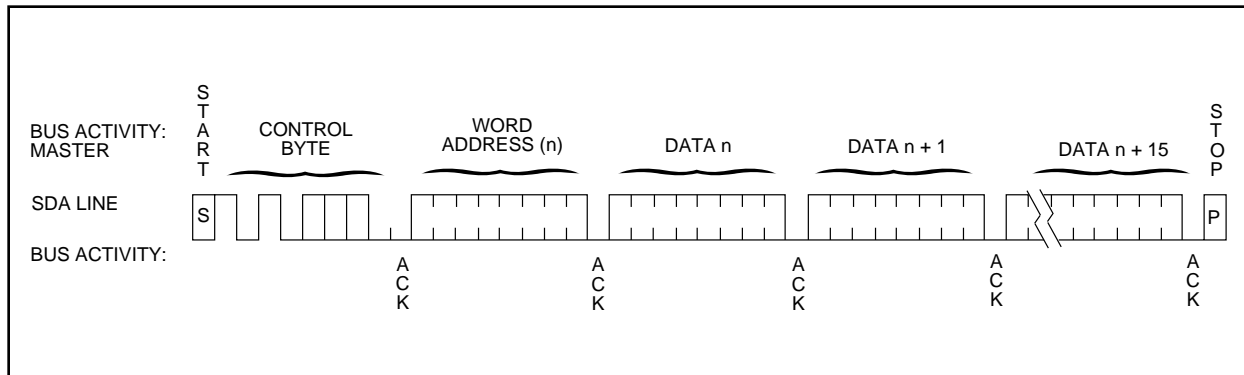 START
STOP
BUS ACTIVITY:
MASTER
CONTROL
BYTE
WORD
ADDRESS (n)
DATA n
DATA n + 1
DATA n + 15
SDA LINE
S
P
BUS ACTIVITY:
ACK
ACK
ACK
ACK
ACK